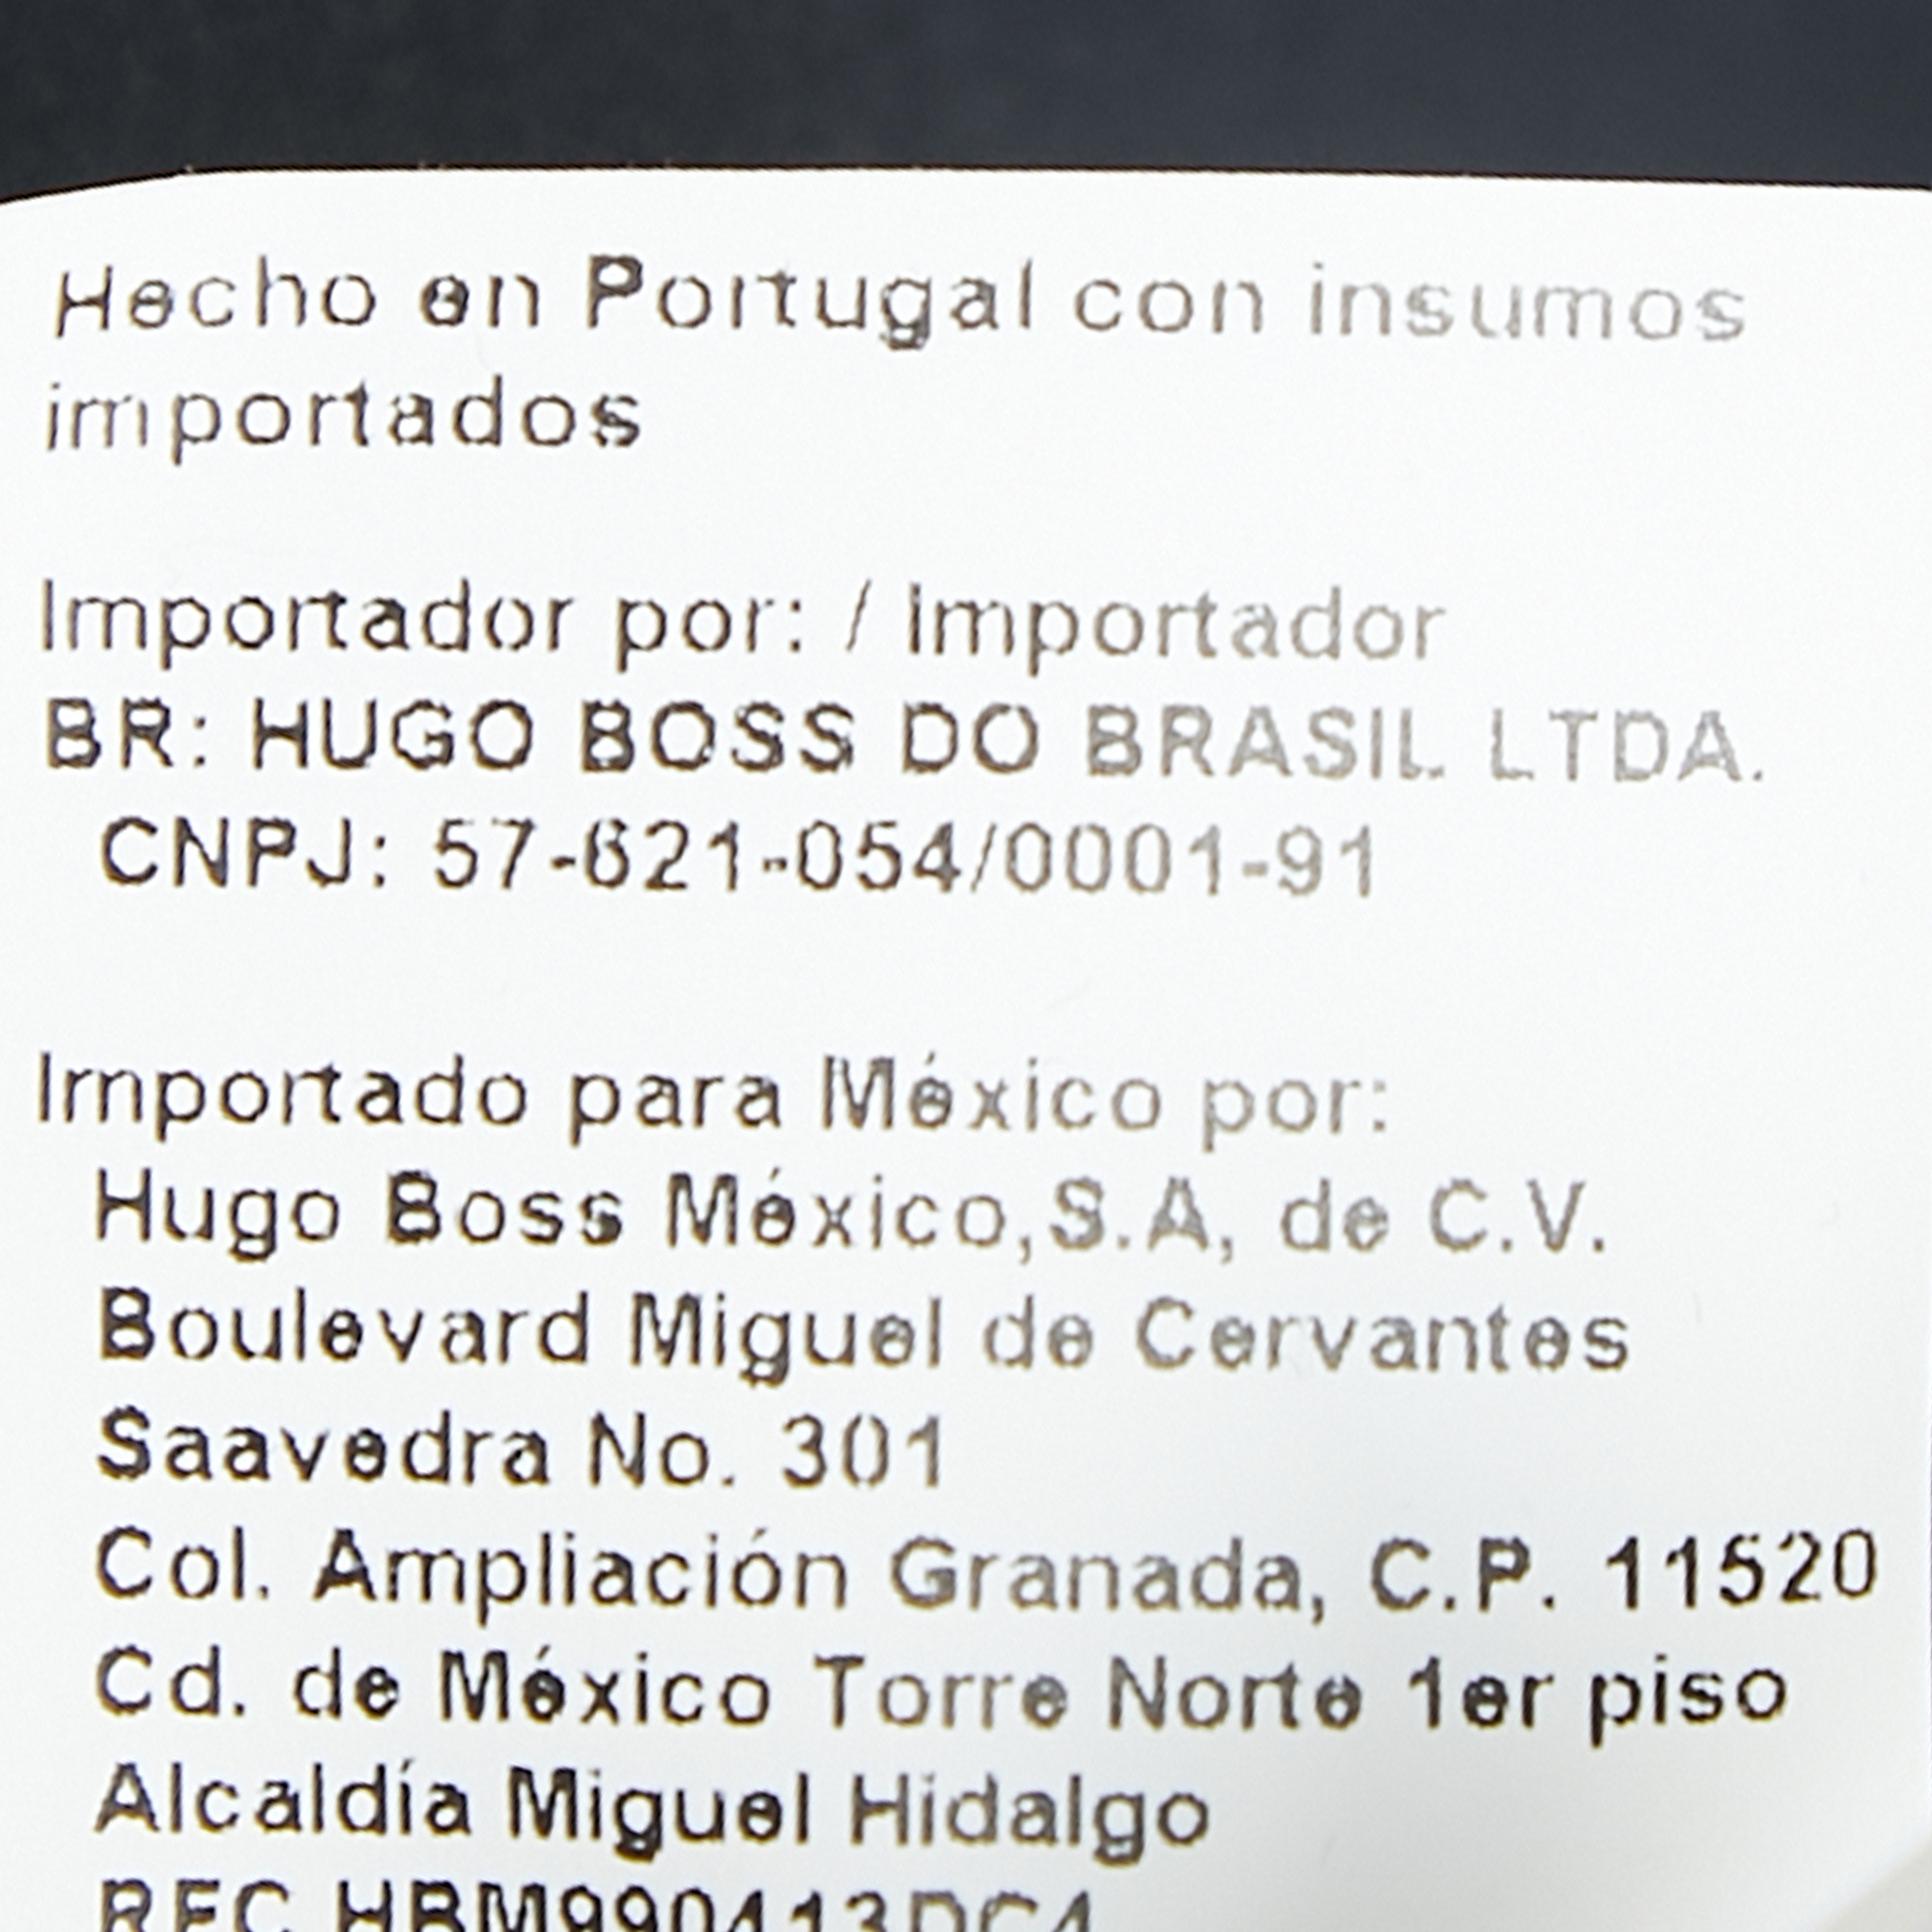 Hecho en Portugal con insumos
importados
Importador por: / Importador
BR: HUGO BOSS DO BRASIL LTDA.
CNPJ: 57-621-054/0001-91
Importado para México por:
Hugo Boss México,S.A, de C.V.
Boulevard Miguel de Cervantes
Saavedra No. 301
Col. Ampliación Granada, C.P. 11520
Cd. de México Torre Norte 1er piso
Alcaldía Miguel Hidalgo
RFC HBM990413DC4